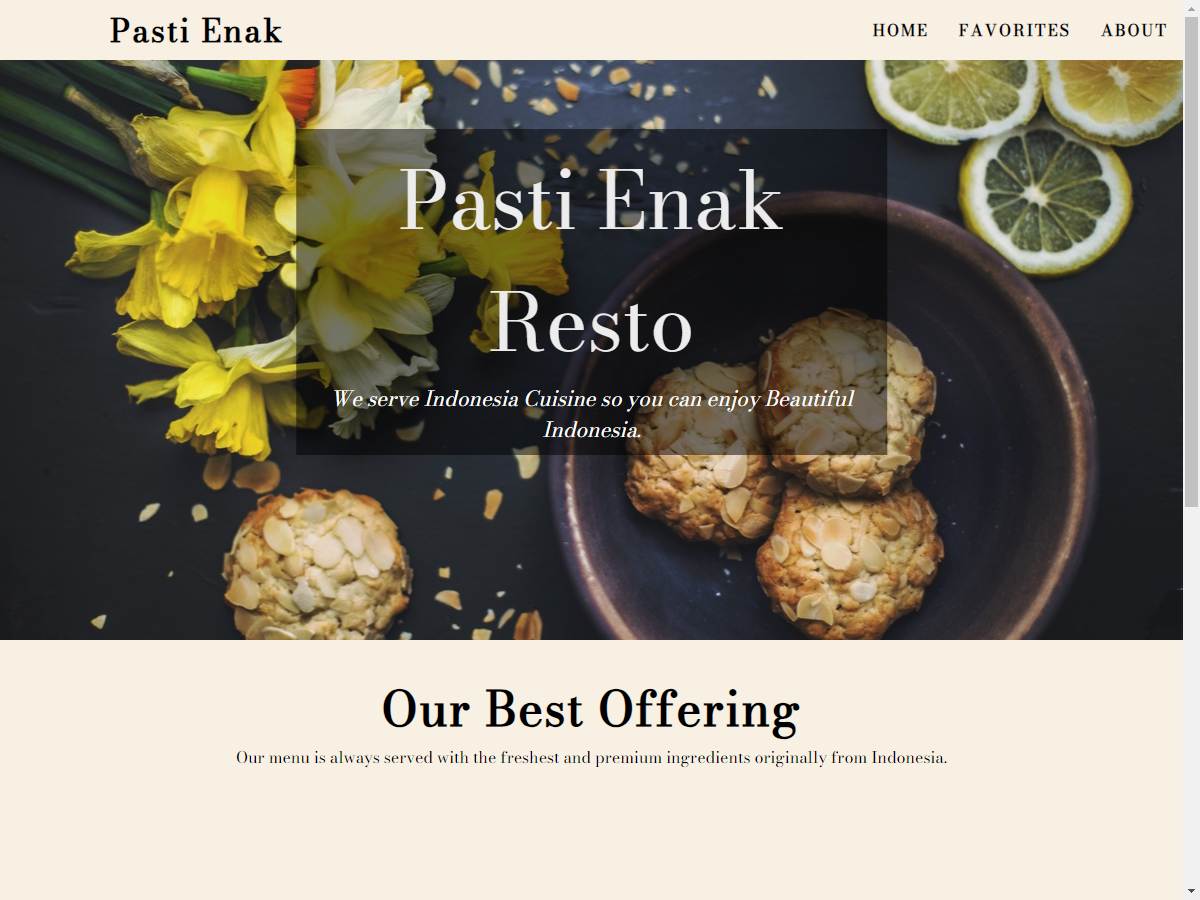 Pasti Enak
HOME FAVORITES ABOUT
Pasti Enak
Resto
We serve Indonesia Cuisine so you can enjoy Beautiful
Indonesia.
Our Best Offering
Our menu is always served with the freshest and premium ingredients originally from Indonesia.